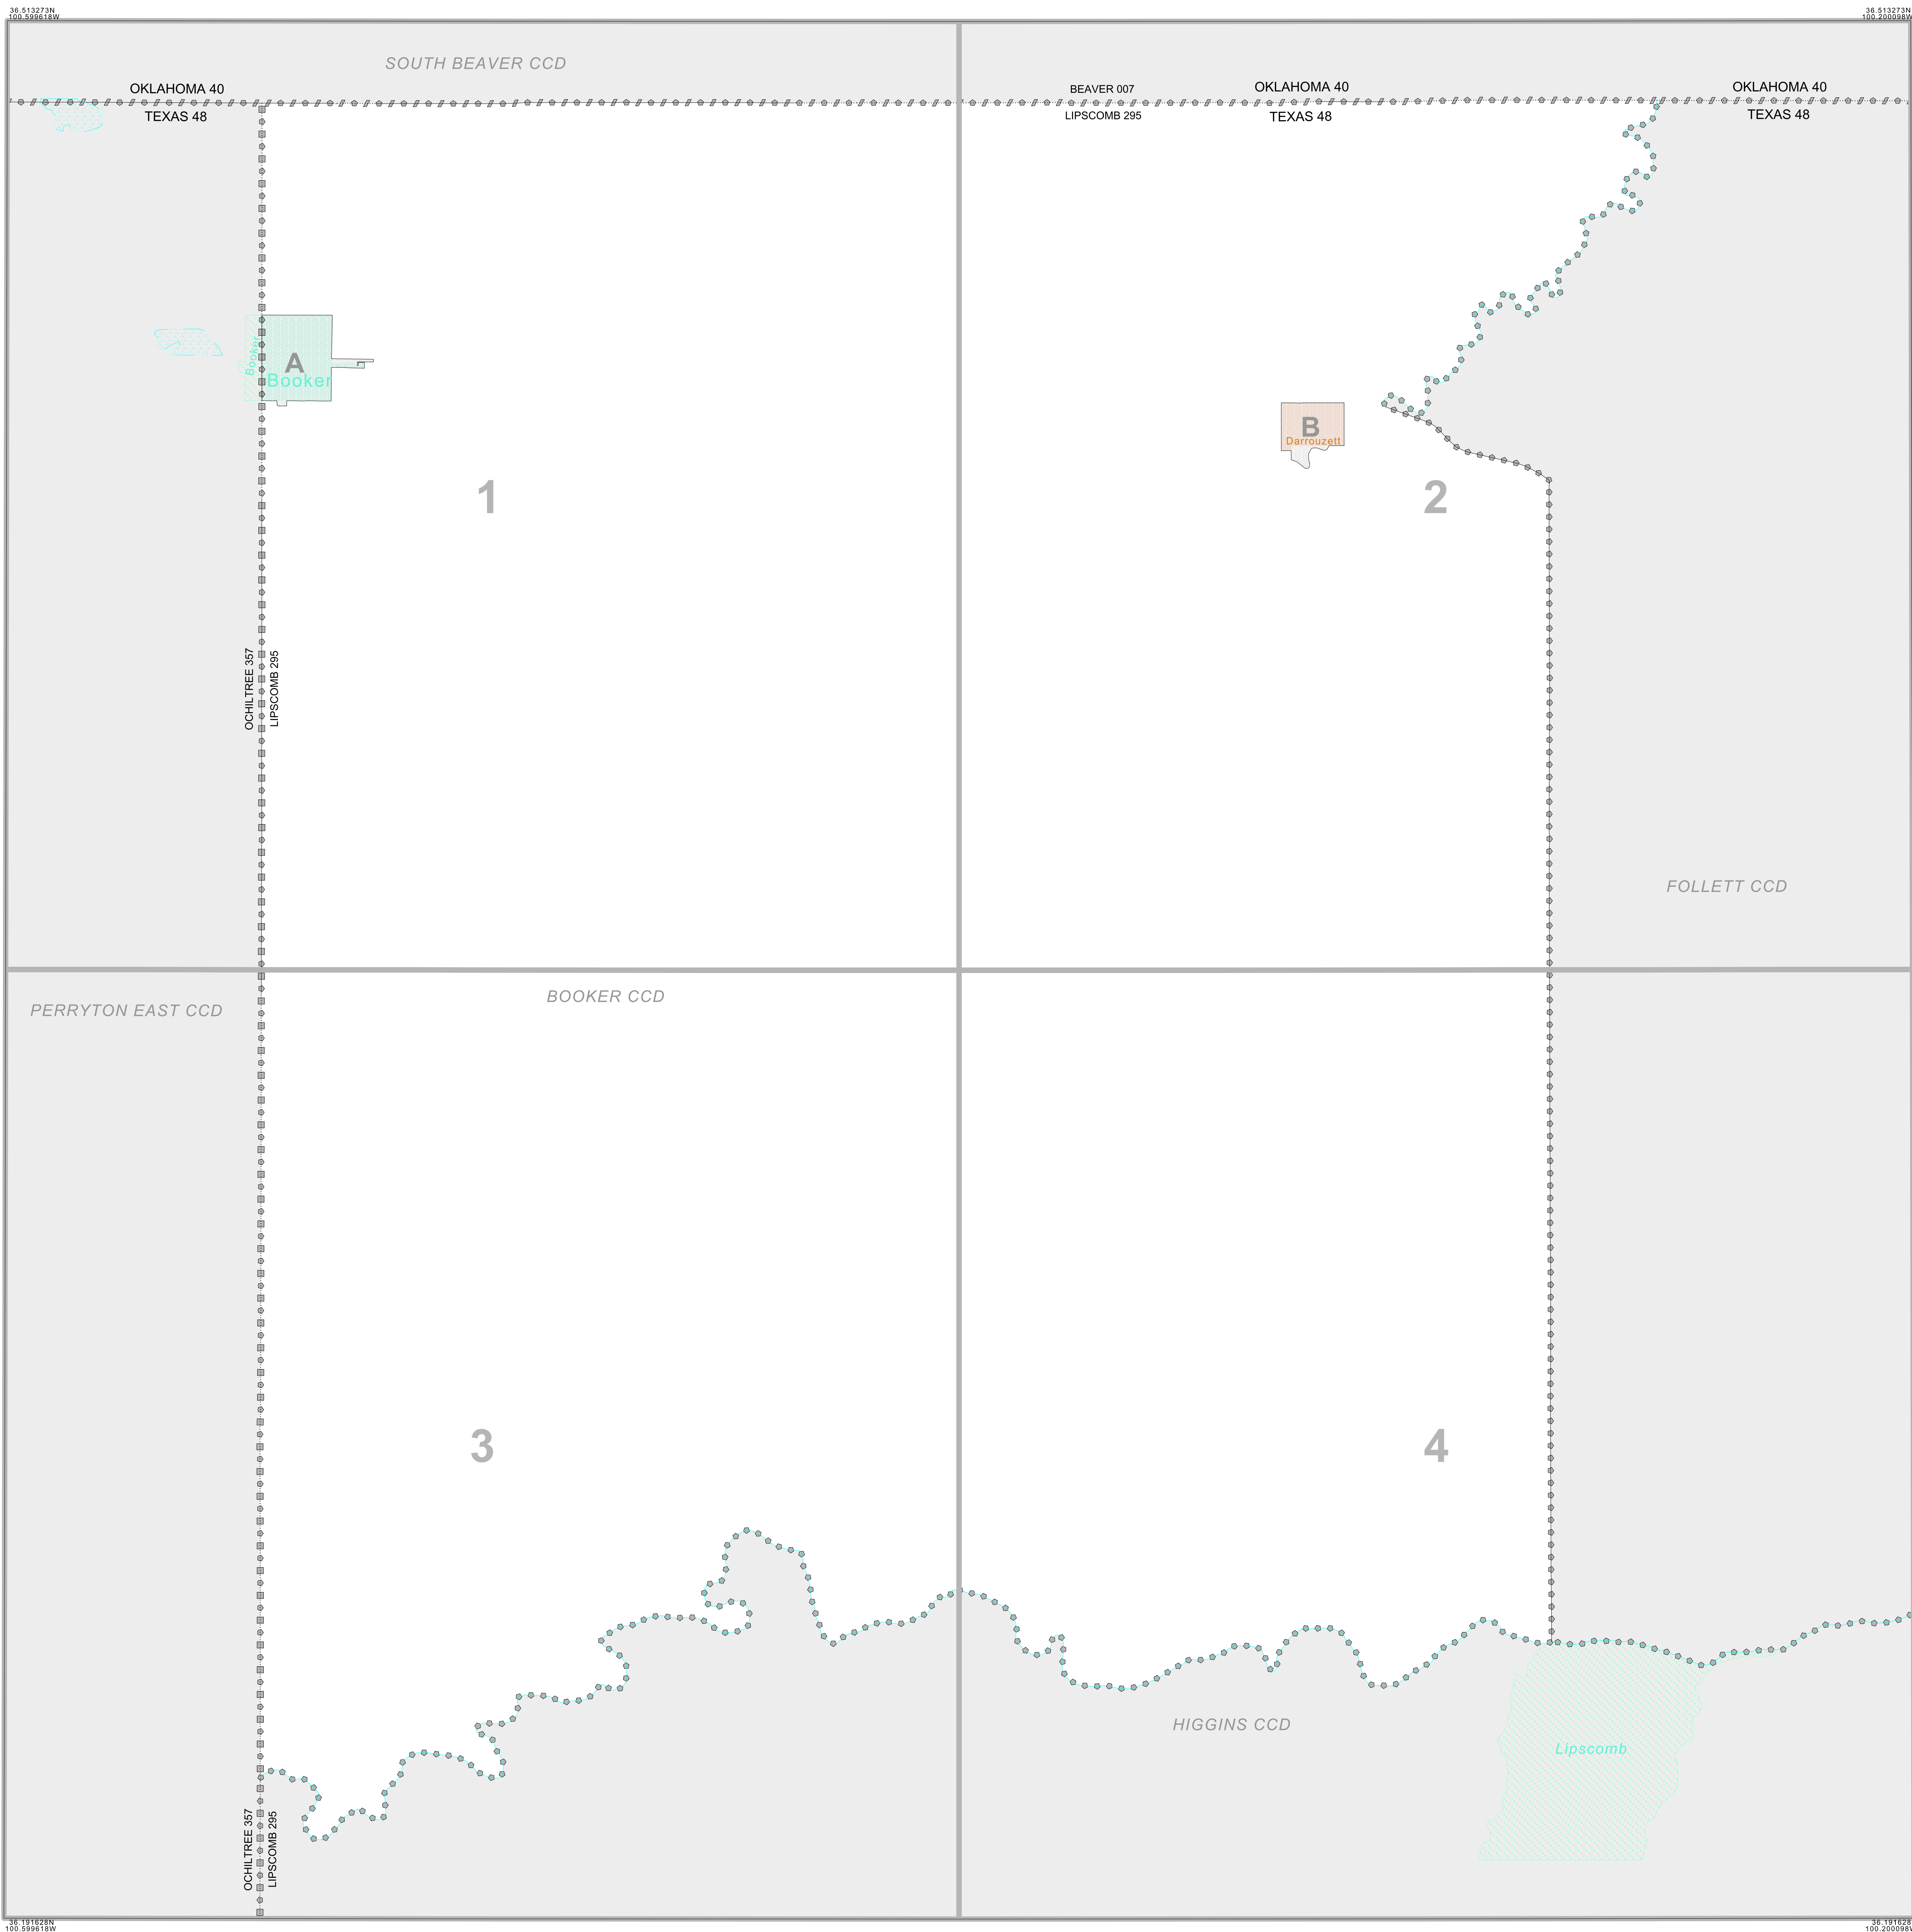 36.513273N
100.599618W
36.513273N
100.200098W
SOUTH BEAVER CCD
OKLAHOMA 40
TEXAS 48
BEAVER 007
LIPSCOMB 295
OKLAHOMA 40
TEXAS 48
OKLAHOMA 40
TEXAS 48
Booker
A
Booker
B
Darrouzett
1
2
OCHILTREE 357
LIPSCOMB 295
FOLLETT CCD
PERRYTON EAST CCD
BOOKER CCD
3
4
HIGGINS CCD
Lipscomb
OCHILTREE 357
LIPSCOMB 295
36.191628N
100.599618W
36.191628
100.200098W